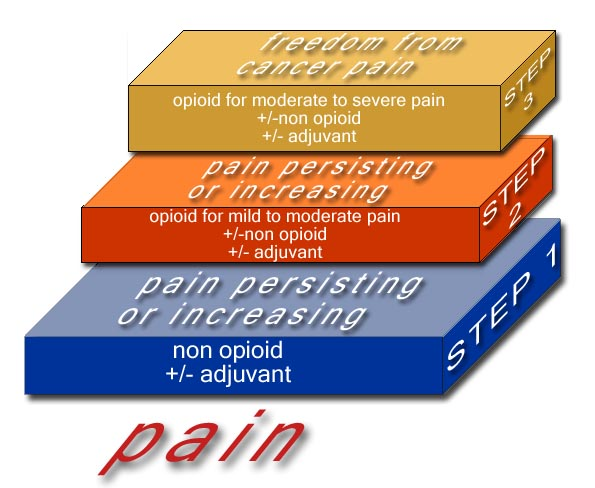 freedom from
cancer pain
opioid for moderate to severe pain
+/-non opioid
+/- adjuvant
STEP
3
pain persisting
or increasing
opioid for mild to moderate pain
+/-non opioid
+/- adjuvant
STEP
2
pain persisting
or increasing
non opioid
+/- adjuvant
STEP 1
pain